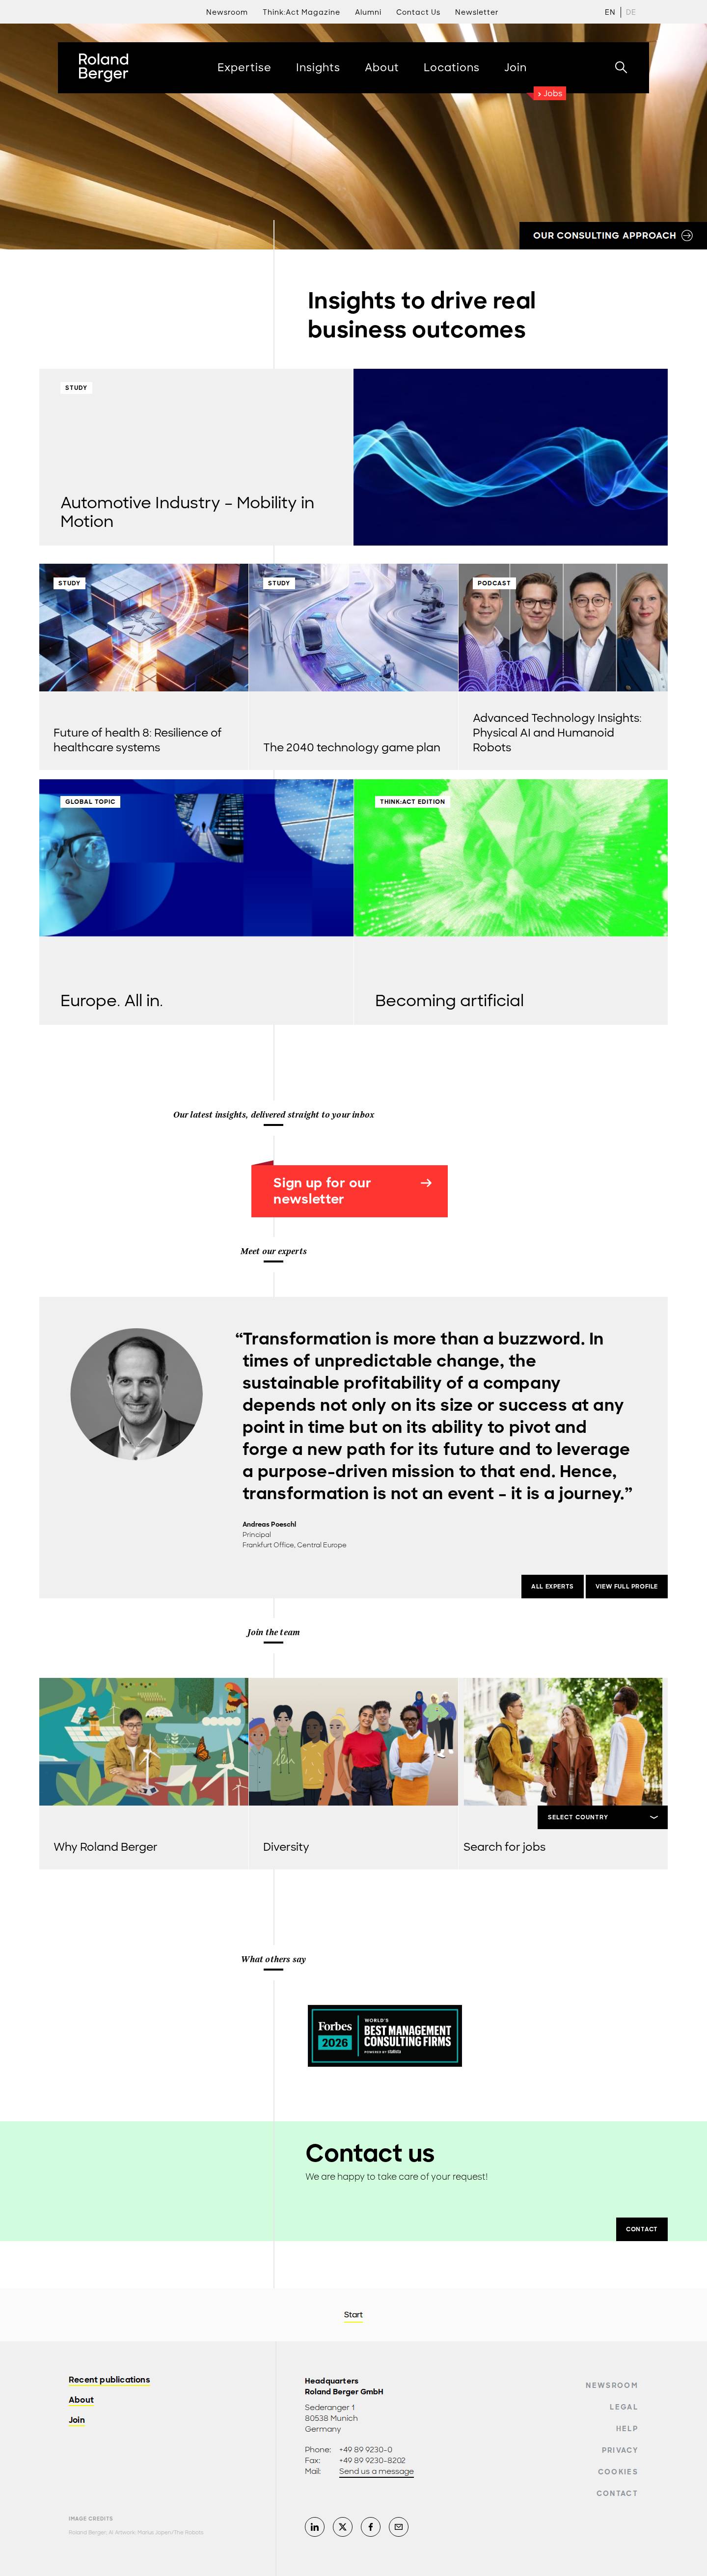 Newsroom Think:Act Magazine Alumni Contact Us Newsletter EN DE
Roland
Berger
Expertise Insights About Locations Join
Jobs
OUR CONSULTING APPROACH
Insights to drive real
business outcomes
STUDY
Automotive Industry – Mobility in
Motion
STUDY
Future of health 8: Resilience of
healthcare systems
STUDY
The 2040 technology game plan
PODCAST
Advanced Technology Insights:
Physical AI and Humanoid
Robots
GLOBAL TOPIC
Europe. All in.
THINK:ACT EDITION
Becoming artificial
Our latest insights, delivered straight to your inbox
Sign up for our
newsletter
Meet our experts
“Transformation is more than a buzzword. In
times of unpredictable change, the
sustainable profitability of a company
depends not only on its size or success at any
point in time but on its ability to pivot and
forge a new path for its future and to leverage
a purpose-driven mission to that end. Hence,
transformation is not an event – it is a journey.”
Andreas Poeschl
Principal
Frankfurt Office, Central Europe
ALL EXPERTS
VIEW FULL PROFILE
Join the team
Why Roland Berger
Diversity
SELECT COUNTRY
Search for jobs
What others say
Forbes
2026
WORLD'S
BEST MANAGEMENT
CONSULTING FIRMS
POWERED BY statista
Contact us
We are happy to take care of your request!
CONTACT
Start
Recent publications
About
Join
Headquarters
Roland Berger GmbH
Sederanger 1
80538 Munich
Germany
Phone: +49 89 9230-0
Fax: +49 89 9230-8202
Mail: Send us a message
NEWSROOM
LEGAL
HELP
PRIVACY
COOKIES
CONTACT
IMAGE CREDITS
Roland Berger; AI Artwork; Marius Jopen/The Robots